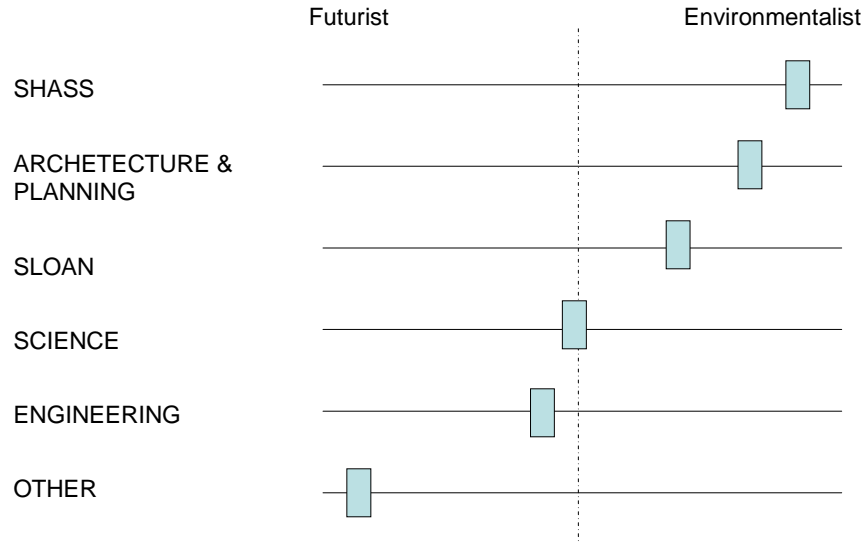 Futurist
Environmentalist
SHASS
ARCHETECTURE &
PLANNING
SLOAN
SCIENCE
ENGINEERING
OTHER